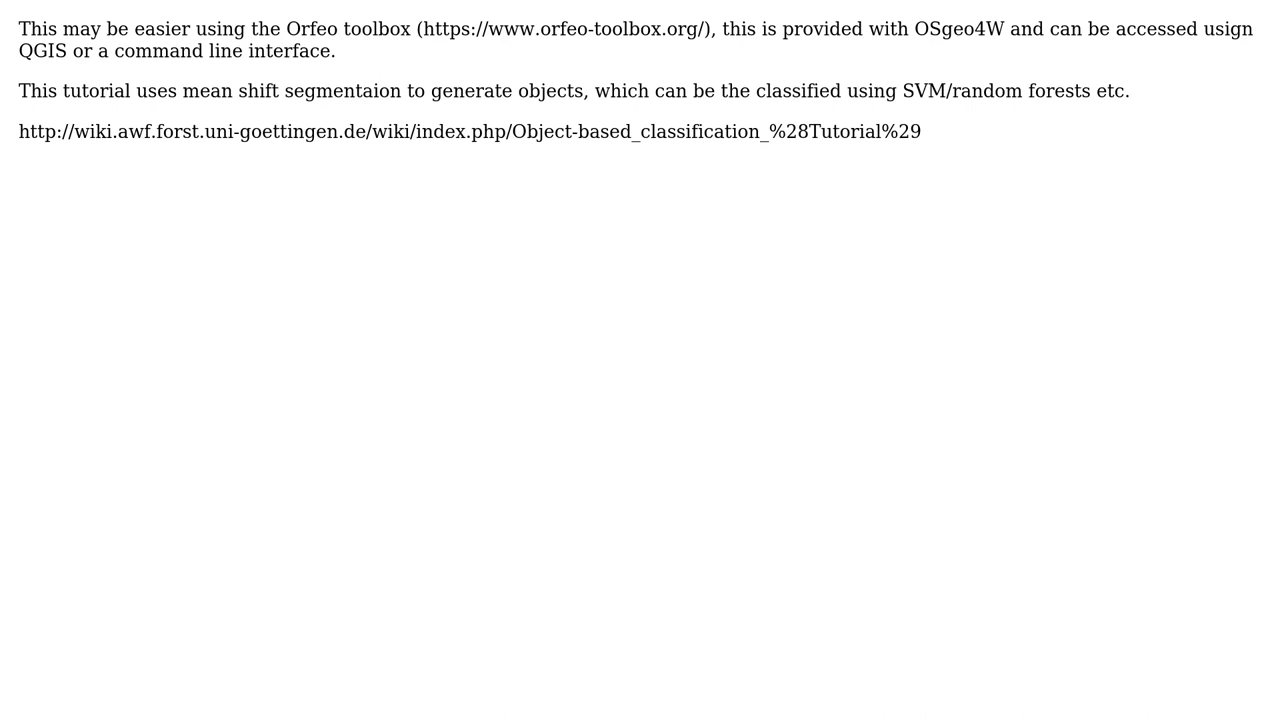 This may be easier using the Orfeo toolbox (https://www.orfeo-toolbox.org/), this is provided with OSgeo4W and can be accessed usign
QGIS or a command line interface.
This tutorial uses mean shift segmentaion to generate objects, which can be the classified using SVM/random forests etc.
http://wiki.awf.forst.uni-goettingen.de/wiki/index.php/Object-based_classification_%28Tutorial%29